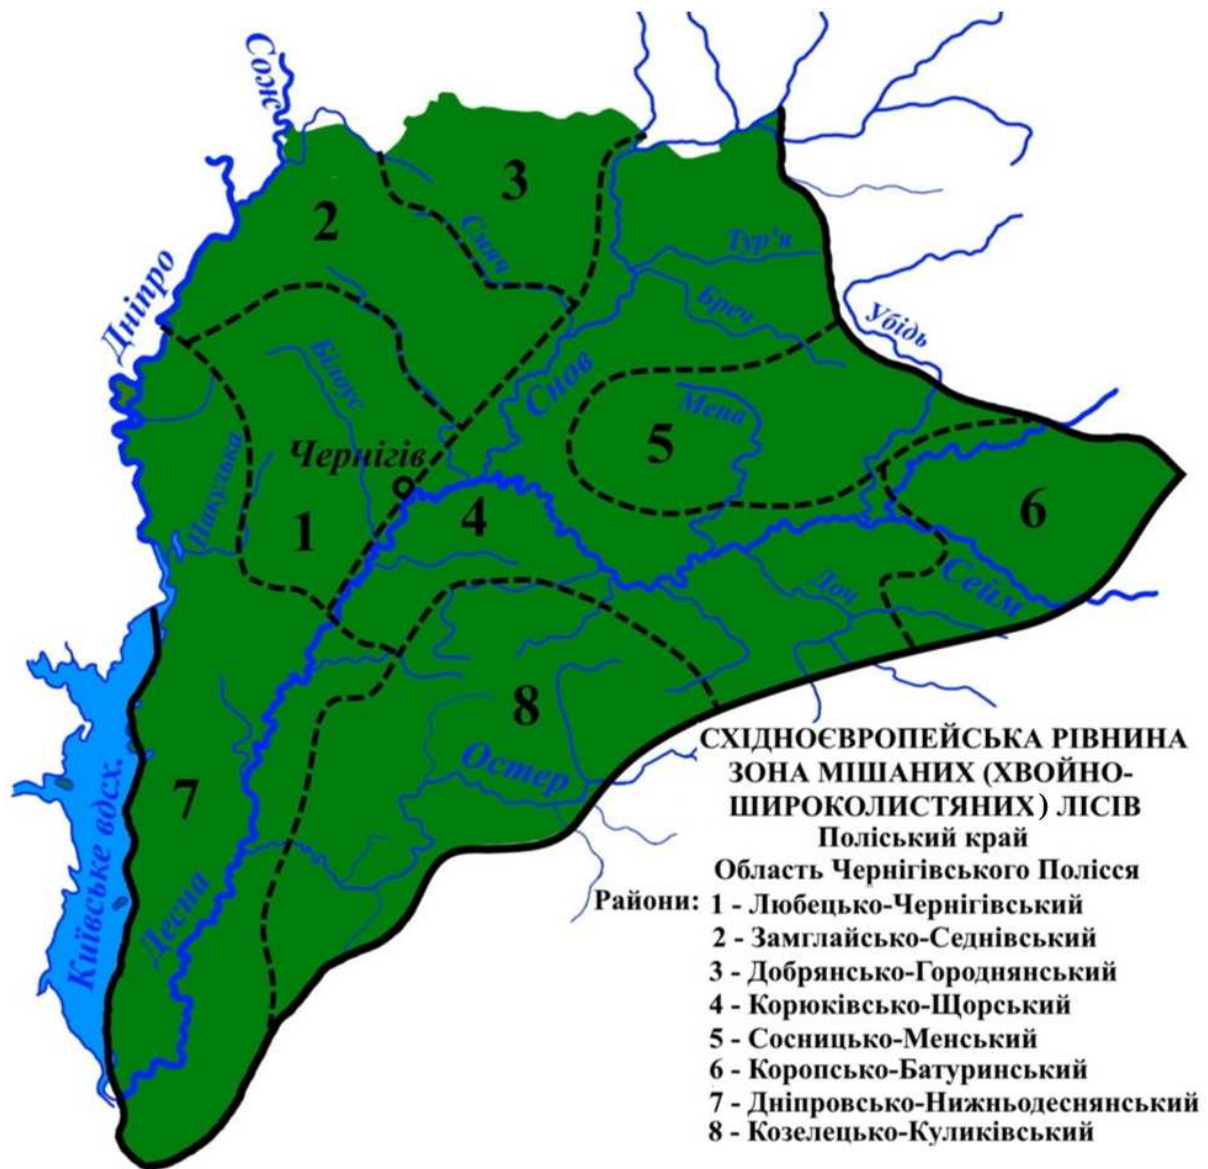 Сож
3
2
Смяч
Тур'я
Дніпро
Бреч
Убідь
Білоус
Снов
Мена
5
Чернігів
Пакулька
6
1
4
Доч
Сейм
8
СХІДНОЄВРОПЕЙСЬКА РІВНИНА
ЗОНА МІШАНИХ (ХВОЙНО-
ШИРОКОЛИСТЯНИХ) ЛІСІВ
Остер
7
Київське вдсх.
Десна
Поліський край
Область Чернігівського Полісся
Райони: 1 - Любецько-Чернігівський
2 - Замглайсько-Седнівський
3 - Добрянсько-Городнянський
4 - Корюківсько-Щорський
5 - Сосницько-Менський
6 - Коропсько-Батуринський
7 - Дніпровсько-Нижньодеснянський
8 - Козелецько-Куликівський